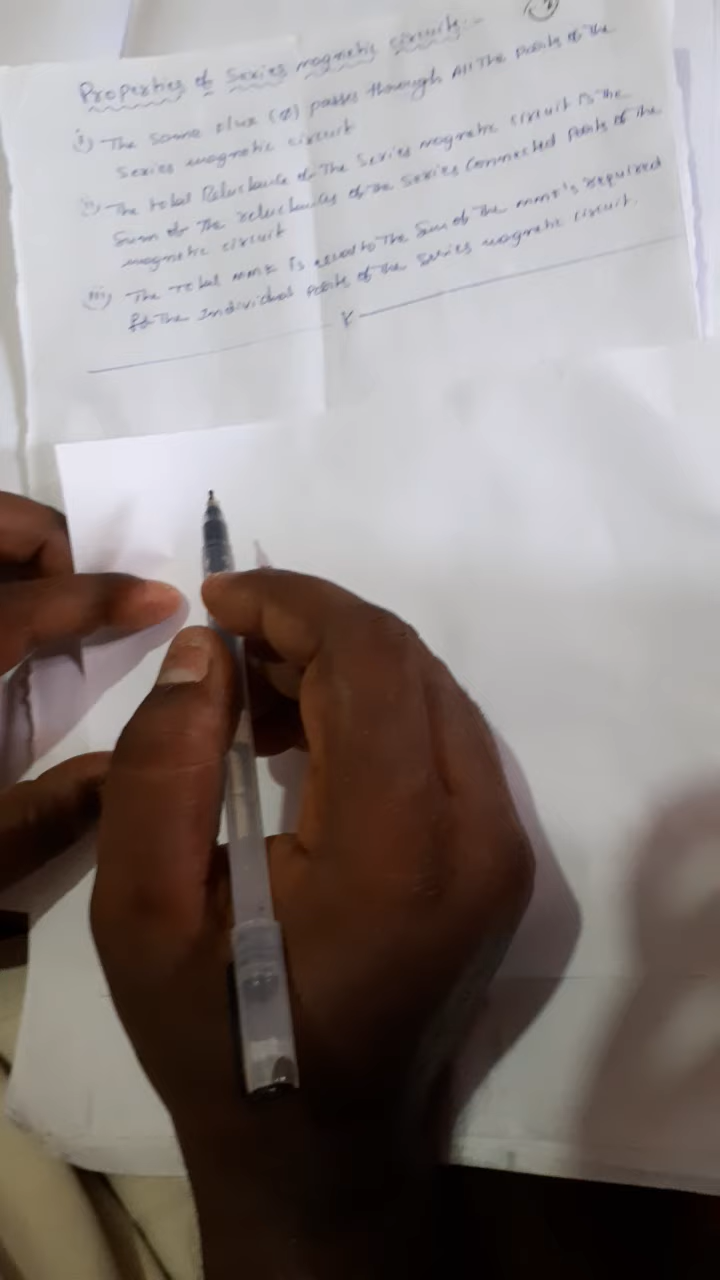 Properties of Series magnetic circuit:-
i) The same flux (Φ) passes through all the parts of the
Series magnetic circuit
ii) The total Reluctance of the Series magnetic circuit is the
Sum of the reluctances of the series connected parts of the
magnetic circuit
iii) The total mmf is equal to the Sum of the mmf's required
to the Individual parts of the series magnetic circuit.